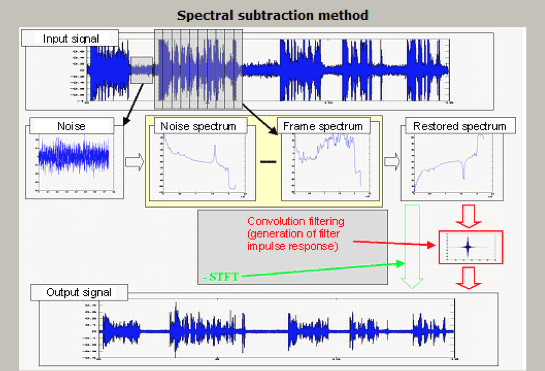 Spectral subtraction method
Input signal
Noise
Noise spectrum
Frame spectrum
Restored spectrum
Convolution filtering
(generation of filter
impulse response)
- STFT
Output signal